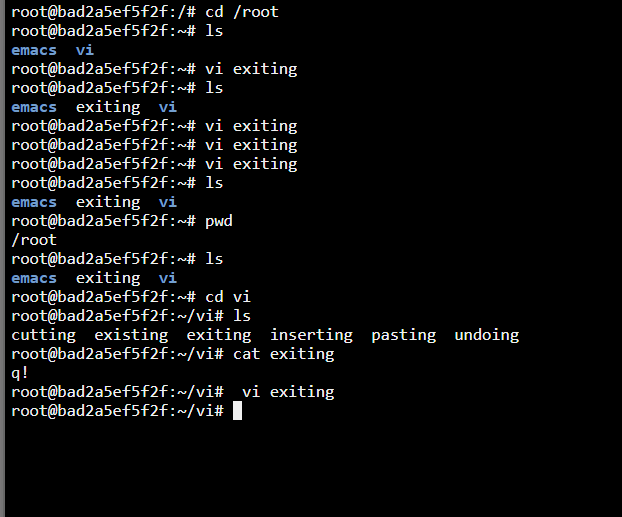 root@bad2a5ef5f2f:/# cd /root
root@bad2a5ef5f2f:~# ls
emacs  vi
root@bad2a5ef5f2f:~# vi exiting
root@bad2a5ef5f2f:~# ls
emacs  exiting  vi
root@bad2a5ef5f2f:~# vi exiting
root@bad2a5ef5f2f:~# vi exiting
root@bad2a5ef5f2f:~# vi exiting
root@bad2a5ef5f2f:~# ls
emacs  exiting  vi
root@bad2a5ef5f2f:~# pwd
/root
root@bad2a5ef5f2f:~# ls
emacs  exiting  vi
root@bad2a5ef5f2f:~# cd vi
root@bad2a5ef5f2f:~/vi# ls
cutting  existing  exiting  inserting  pasting  undoing
root@bad2a5ef5f2f:~/vi# cat exiting
q!
root@bad2a5ef5f2f:~/vi#  vi exiting
root@bad2a5ef5f2f:~/vi#